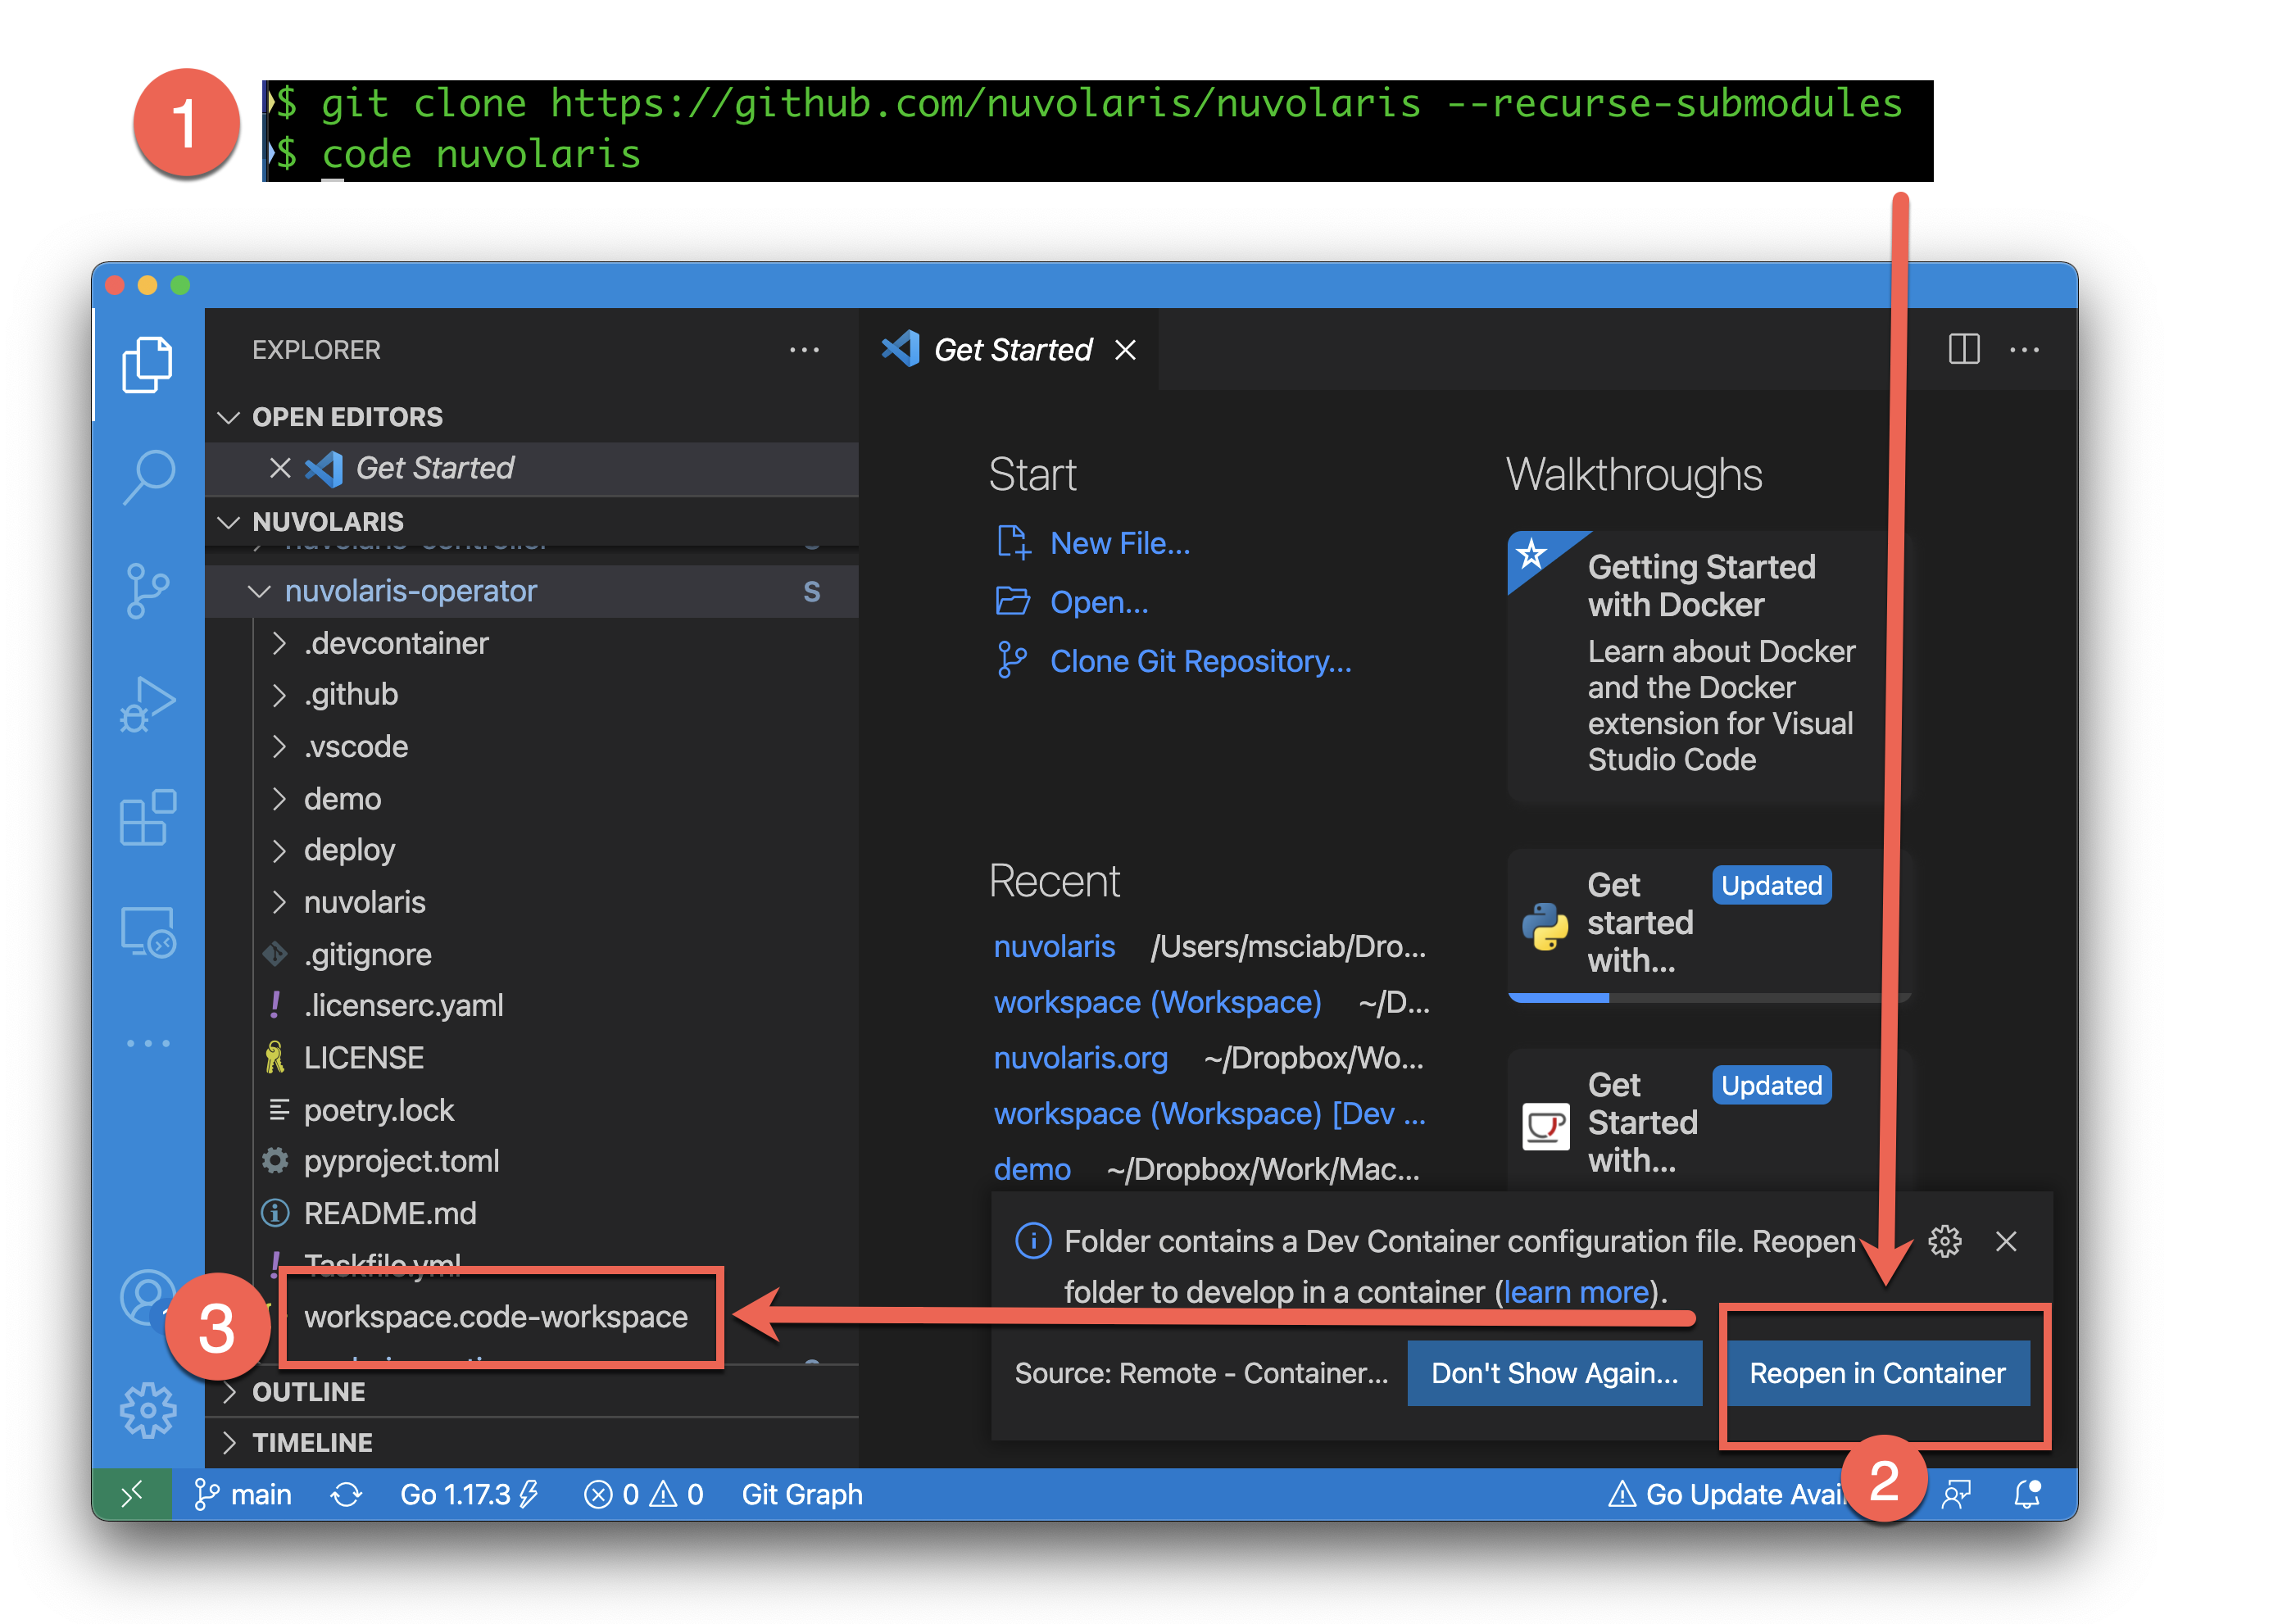 1
$ git clone https://github.com/nuvolaris/nuvolaris --recurse-submodules
$ code nuvolaris
EXPLORER
OPEN EDITORS
Get Started
NUVOLARIS
nuvolaris-controller
nuvolaris-operator S
.devcontainer
.github
.vscode
demo
deploy
nuvolaris
.gitignore
.licenserc.yaml
LICENSE
poetry.lock
pyproject.toml
README.md
Taskfile.yml
3
workspace.code-workspace
OUTLINE
TIMELINE
Get Started
Start
New File...
Open...
Clone Git Repository...
Recent
nuvolaris /Users/msciab/Dro...
workspace (Workspace) ~/D...
nuvolaris.org ~/Dropbox/Wo...
workspace (Workspace) [Dev ...
demo ~/Dropbox/Work/Mac...
Walkthroughs
Getting Started
with Docker
Learn about Docker
and the Docker
extension for Visual
Studio Code
Get Updated
started
with...
Get Updated
Started
with...
Folder contains a Dev Container configuration file. Reopen
folder to develop in a container (learn more).
Source: Remote - Container... Don't Show Again... Reopen in Container
2
main Go 1.17.3 0 0 Git Graph Go Update